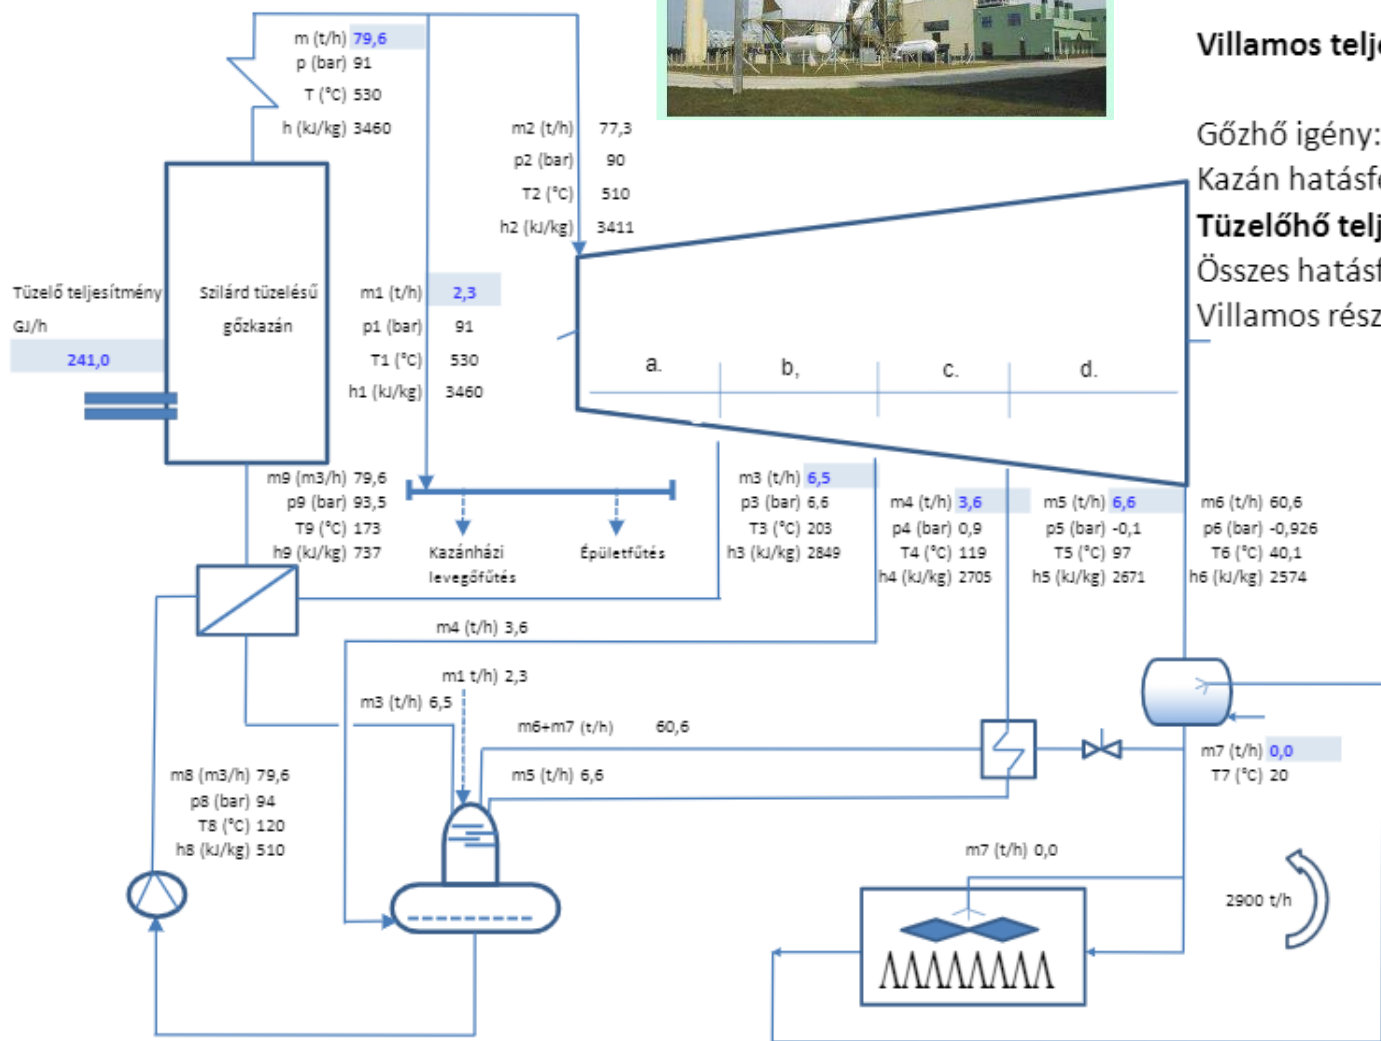 m (t/h) 79,6
p (bar) 91
T (°C) 530
h (kJ/kg) 3460
m2 (t/h) 77,3
p2 (bar) 90
T2 (°C) 510
h2 (kJ/kg) 3411
Villamos telj
Gőzhő igény:
Kazán hatásf
Tüzelőhő telj
Összes hatásf
Villamos rész
Tüzelő teljesítmény
GJ/h
241,0
Szilárd tüzelésű
gőzkazán
m1 (t/h) 2,3
p1 (bar) 91
T1 (°C) 530
h1 (kJ/kg) 3460
a. b, c. d.
m9 (m3/h) 79,6
p9 (bar) 93,5
T9 (°C) 173
h9 (kJ/kg) 737
Kazánházi
levegőfűtés
Épületfűtés
m3 (t/h) 6,5
p3 (bar) 6,6
T3 (°C) 203
h3 (kJ/kg) 2849
m4 (t/h) 3,6
p4 (bar) 0,9
T4 (°C) 119
h4 (kJ/kg) 2705
m5 (t/h) 6,6
p5 (bar) -0,1
T5 (°C) 97
h5 (kJ/kg) 2671
m6 (t/h) 60,6
p6 (bar) -0,926
T6 (°C) 40,1
h6 (kJ/kg) 2574
m4 (t/h) 3,6
m1 t/h) 2,3
m3 (t/h) 6,5
m6+m7 (t/h) 60,6
m5 (t/h) 6,6
m7 (t/h) 0,0
T7 (°C) 20
m8 (m3/h) 79,6
p8 (bar) 94
T8 (°C) 120
h8 (kJ/kg) 510
m7 (t/h) 0,0
2900 t/h